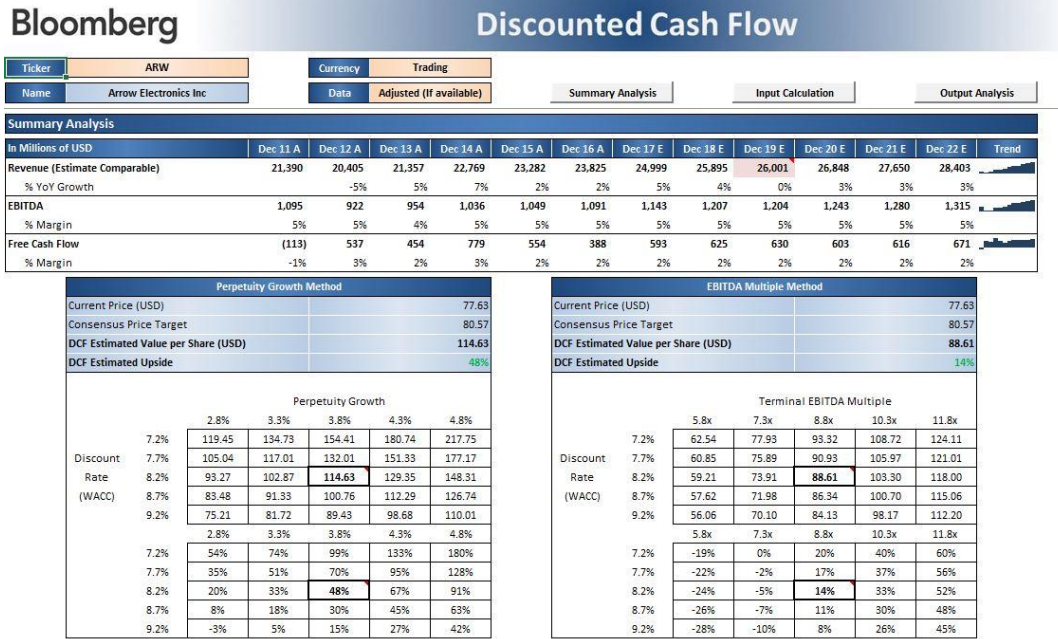 Bloomberg
Discounted Cash Flow
Ticker ARW Currency Trading
Name Arrow Electronics Inc Data Adjusted (If available) Summary Analysis Input Calculation Output Analysis
Summary Analysis
In Millions of USD Dec 11 A Dec 12 A Dec 13 A Dec 14 A Dec 15 A Dec 16 A Dec 17 E Dec 18 E Dec 19 E Dec 20 E Dec 21 E Dec 22 E Trend
Revenue (Estimate Comparable) 21,390 20,405 21,357 22,769 23,282 23,825 24,999 25,895 26,001 26,848 27,650 28,403
% YoY Growth -5% 5% 7% 2% 2% 5% 4% 0% 3% 3% 3%
EBITDA 1,095 922 954 1,036 1,049 1,091 1,143 1,207 1,204 1,243 1,280 1,315
% Margin 5% 5% 4% 5% 5% 5% 5% 5% 5% 5% 5% 5%
Free Cash Flow (113) 537 454 779 554 388 593 625 630 603 616 671
% Margin -1% 3% 2% 3% 2% 2% 2% 2% 2% 2% 2% 2%
Perpetuity Growth Method
Current Price (USD) 77.63
Consensus Price Target 80.57
DCF Estimated Value per Share (USD) 114.63
DCF Estimated Upside 48%
Perpetuity Growth
2.8% 3.3% 3.8% 4.3% 4.8%
7.2% 119.45 134.73 154.41 180.74 217.75
Discount 7.7% 105.04 117.01 132.01 151.33 177.17
Rate 8.2% 93.27 102.87 114.63 129.35 148.31
(WACC) 8.7% 83.48 91.33 100.76 112.29 126.74
9.2% 75.21 81.72 89.43 98.68 110.01
2.8% 3.3% 3.8% 4.3% 4.8%
7.2% 54% 74% 99% 133% 180%
7.7% 35% 51% 70% 95% 128%
8.2% 20% 33% 48% 67% 91%
8.7% 8% 18% 30% 45% 63%
9.2% -3% 5% 15% 27% 42%
EBITDA Multiple Method
Current Price (USD) 77.63
Consensus Price Target 80.57
DCF Estimated Value per Share (USD) 88.61
DCF Estimated Upside 14%
Terminal EBITDA Multiple
5.8x 7.3x 8.8x 10.3x 11.8x
7.2% 62.54 77.93 93.32 108.72 124.11
Discount 7.7% 60.85 75.89 90.93 105.97 121.01
Rate 8.2% 59.21 73.91 88.61 103.30 118.00
(WACC) 8.7% 57.62 71.98 86.34 100.70 115.06
9.2% 56.06 70.10 84.13 98.17 112.20
5.8x 7.3x 8.8x 10.3x 11.8x
7.2% -19% 0% 20% 40% 60%
7.7% -22% -2% 17% 37% 56%
8.2% -24% -5% 14% 33% 52%
8.7% -26% -7% 11% 30% 48%
9.2% -28% -10% 8% 26% 45%